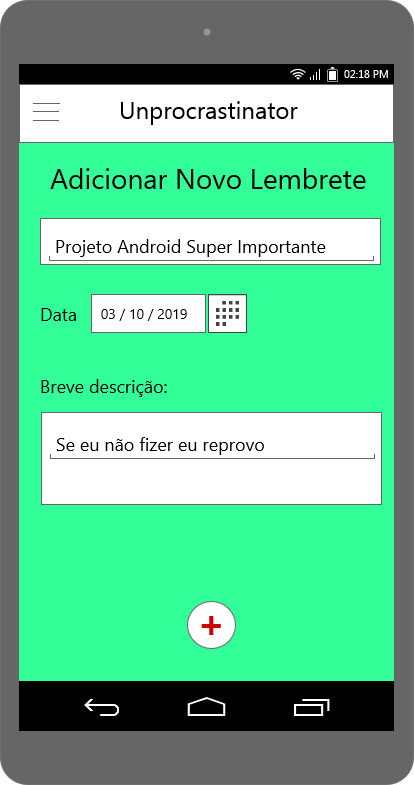 02:18 PM
Unprocrastinator
Adicionar Novo Lembrete
Projeto Android Super Importante
Data 03 / 10 / 2019
Breve descrição:
Se eu não fizer eu reprovo